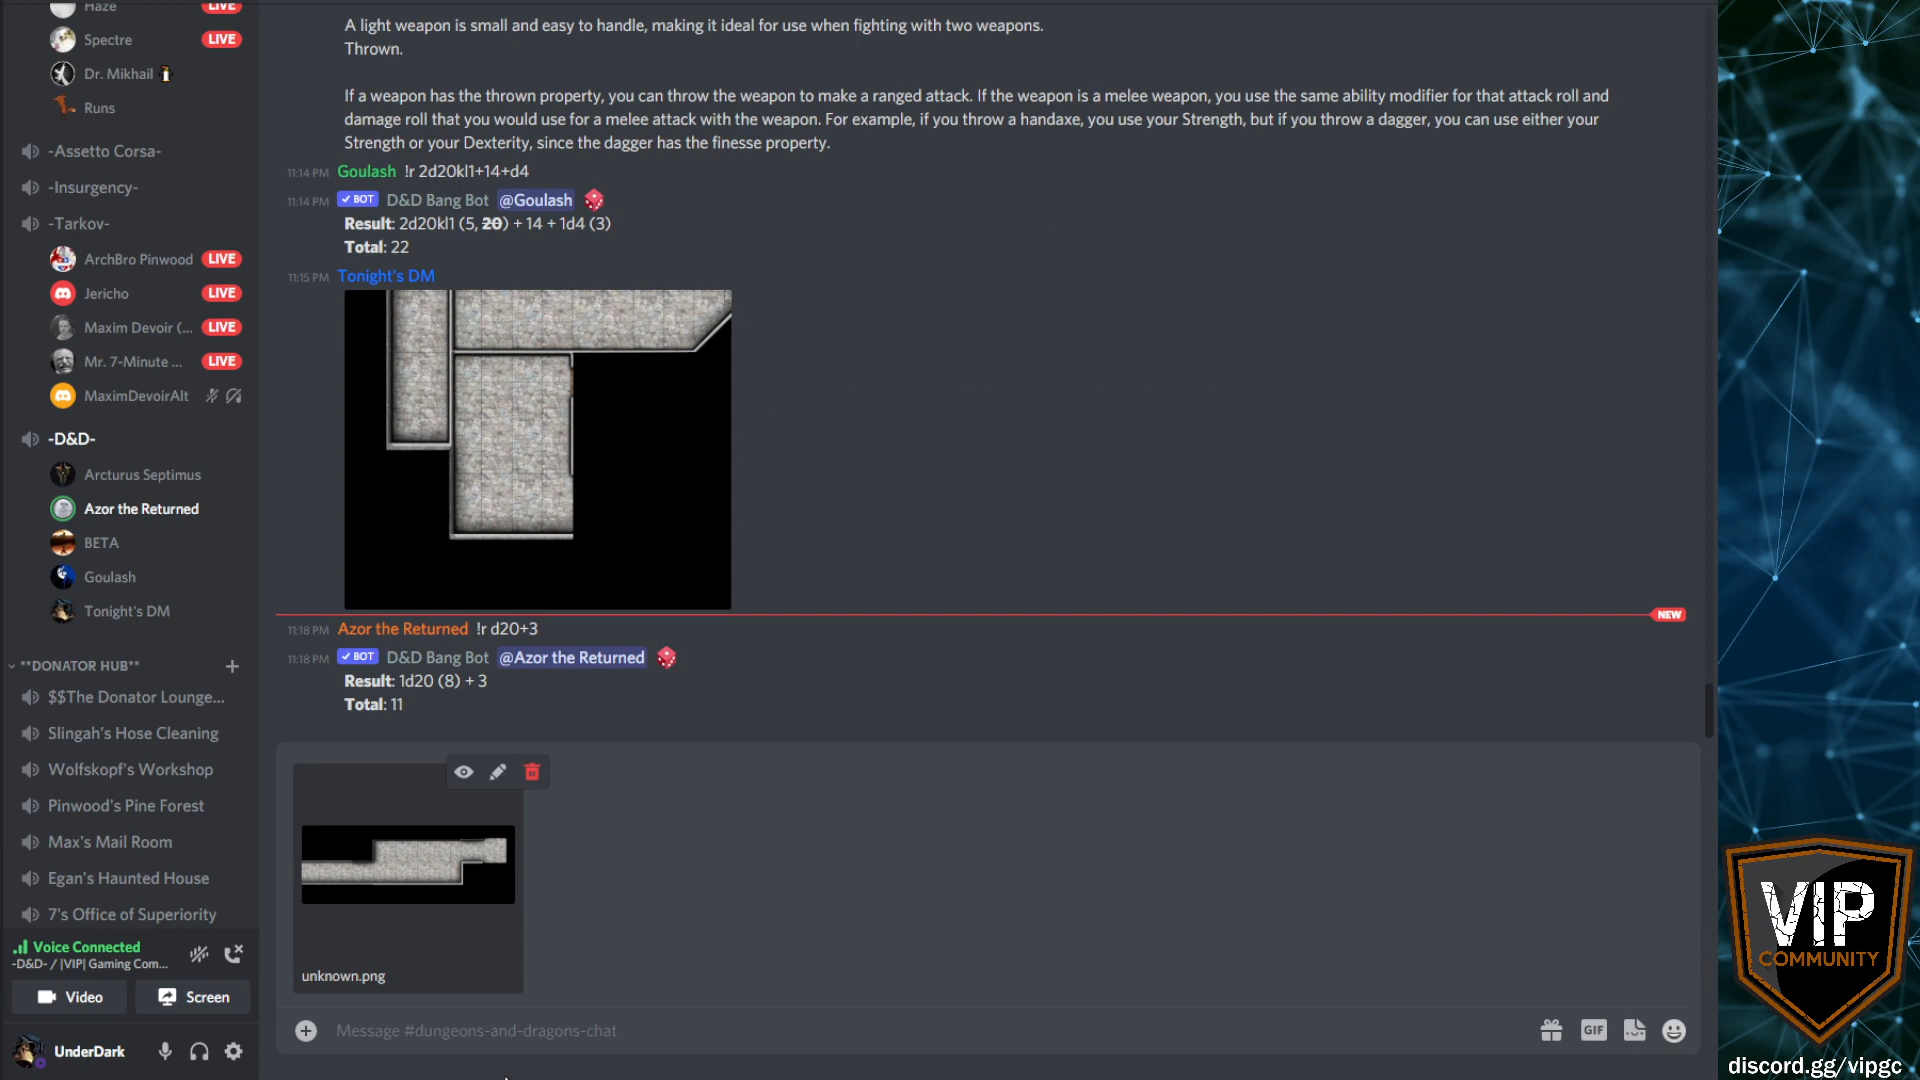 Haze LIVE
Spectre LIVE
Dr. Mikhail
Runs
-Assetto Corsa-
-Insurgency-
-Tarkov-
ArchBro Pinwood LIVE
Jericho LIVE
Maxim Devoir (... LIVE
Mr. 7-Minute ... LIVE
MaximDevoirAlt
-D&D-
Arcturus Septimus
Azor the Returned
BETA
Goulash
Tonight's DM
**DONATOR HUB**
$$The Donator Lounge...
Slingah's Hose Cleaning
Wolfskopf's Workshop
Pinwood's Pine Forest
Max's Mail Room
Egan's Haunted House
7's Office of Superiority
Voice Connected
-D&D- / |VIP| Gaming Com...
Video Screen
UnderDark
A light weapon is small and easy to handle, making it ideal for use when fighting with two weapons.
Thrown.
If a weapon has the thrown property, you can throw the weapon to make a ranged attack. If the weapon is a melee weapon, you use the same ability modifier for that attack roll and
damage roll that you would use for a melee attack with the weapon. For example, if you throw a handaxe, you use your Strength, but if you throw a dagger, you can use either your
Strength or your Dexterity, since the dagger has the finesse property.
11:14 PM Goulash !r 2d20kl1+14+d4
11:14 PM BOT D&D Bang Bot @Goulash
Result: 2d20kl1 (5, 20) + 14 + 1d4 (3)
Total: 22
11:15 PM Tonight's DM
NEW
11:18 PM Azor the Returned !r d20+3
11:18 PM BOT D&D Bang Bot @Azor the Returned
Result: 1d20 (8) + 3
Total: 11
unknown.png
Message #dungeons-and-dragons-chat
GIF
VIP
COMMUNITY
discord.gg/vipgc